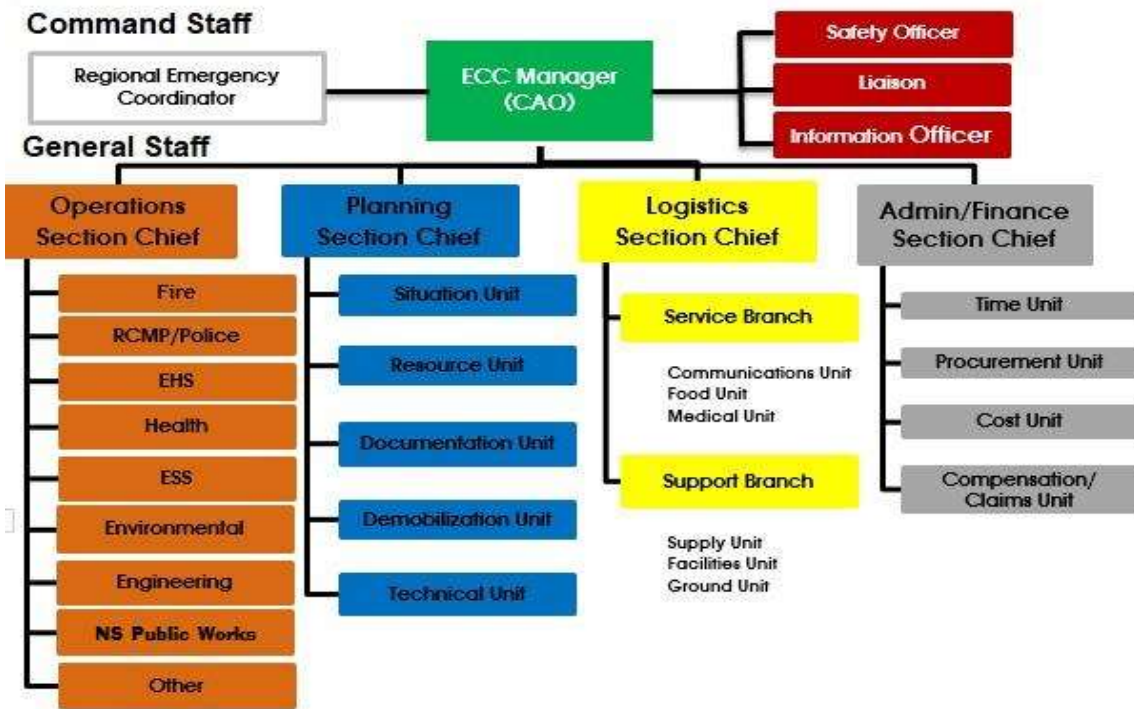 Command Staff
Regional Emergency
Coordinator
ECC Manager
(CAO)
Safety Officer
Liaison
Information Officer
General Staff
Operations
Section Chief
Fire
RCMP/Police
EHS
Health
ESS
Environmental
Engineering
NS Public Works
Other
Planning
Section Chief
Situation Unit
Resource Unit
Documentation Unit
Demobilization Unit
Technical Unit
Logistics
Section Chief
Service Branch
Communications Unit
Food Unit
Medical Unit
Support Branch
Supply Unit
Facilities Unit
Ground Unit
Admin/Finance
Section Chief
Time Unit
Procurement Unit
Cost Unit
Compensation/
Claims Unit